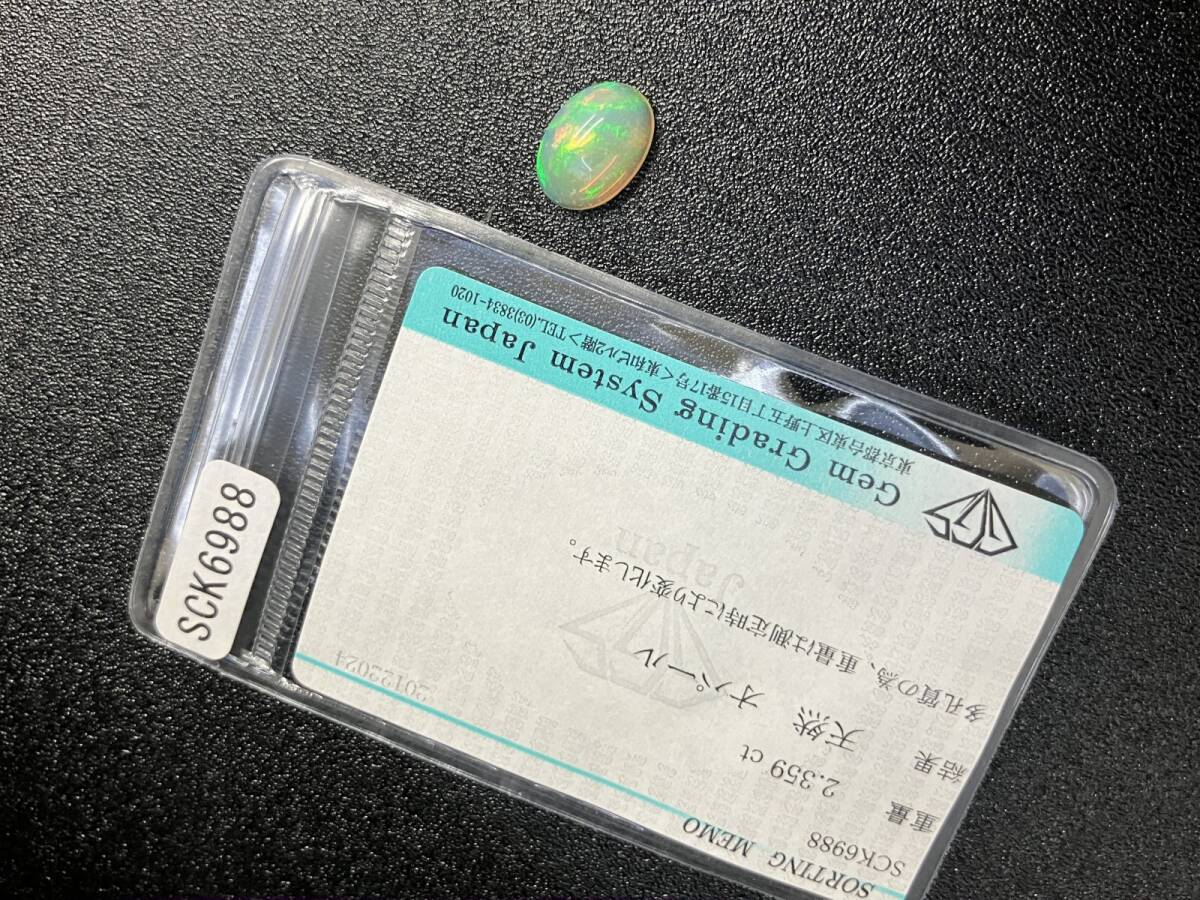 SCK6988
SORTING MEMO
SCK6988
重量 2.359 ct
結果 天然 オパール
多孔質の為、重量は測定時により変化します。
Japan
Gem Grading System Japan
東京都台東区上野五丁目15番17号<東和ビル2階>TEL.(03)3834-1020